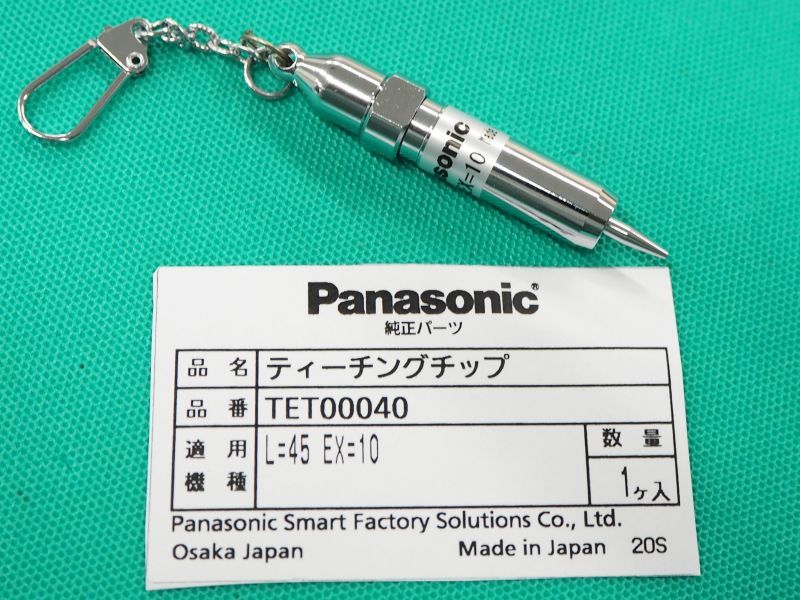 sonic
EX=10
Panasonic®
純正パーツ
品名 ティーチングチップ
品番 TET00040
適用機種 L=45 EX=10
数量
1ヶ入
Panasonic Smart Factory Solutions Co., Ltd.
Osaka Japan Made in Japan 20S